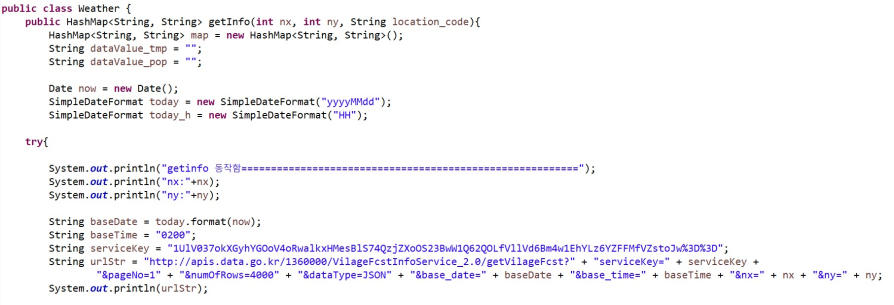 public class Weather {
public HashMap<String, String> getInfo(int nx, int ny, String location_code){
HashMap<String, String> map = new HashMap<String, String>();
String dataValue_tmp = "";
String dataValue_pop = "";
Date now = new Date();
SimpleDateFormat today = new SimpleDateFormat("yyyyMMdd");
SimpleDateFormat today_h = new SimpleDateFormat("HH");
try{
System.out.println("getinfo 동작함=========================================================");
System.out.println("nx:"+nx);
System.out.println("ny:"+ny);
String baseDate = today.format(now);
String baseTime = "0200";
String serviceKey = "1UlV037okXGyhYGOoV4oRwalkxHMesBlS74QzjZXoOS23BwW1Q62QOLfVllVd6Bm4w1EhYLz6YZFFMfVZstoJw%3D%3D";
String urlStr = "http://apis.data.go.kr/1360000/VilageFcstInfoService_2.0/getVilageFcst?" + "serviceKey=" + serviceKey +
"&pageNo=1" + "&numOfRows=4000" + "&dataType=JSON" + "&base_date=" + baseDate + "&base_time=" + baseTime + "&nx=" + nx + "&ny=" + ny;
System.out.println(urlStr);